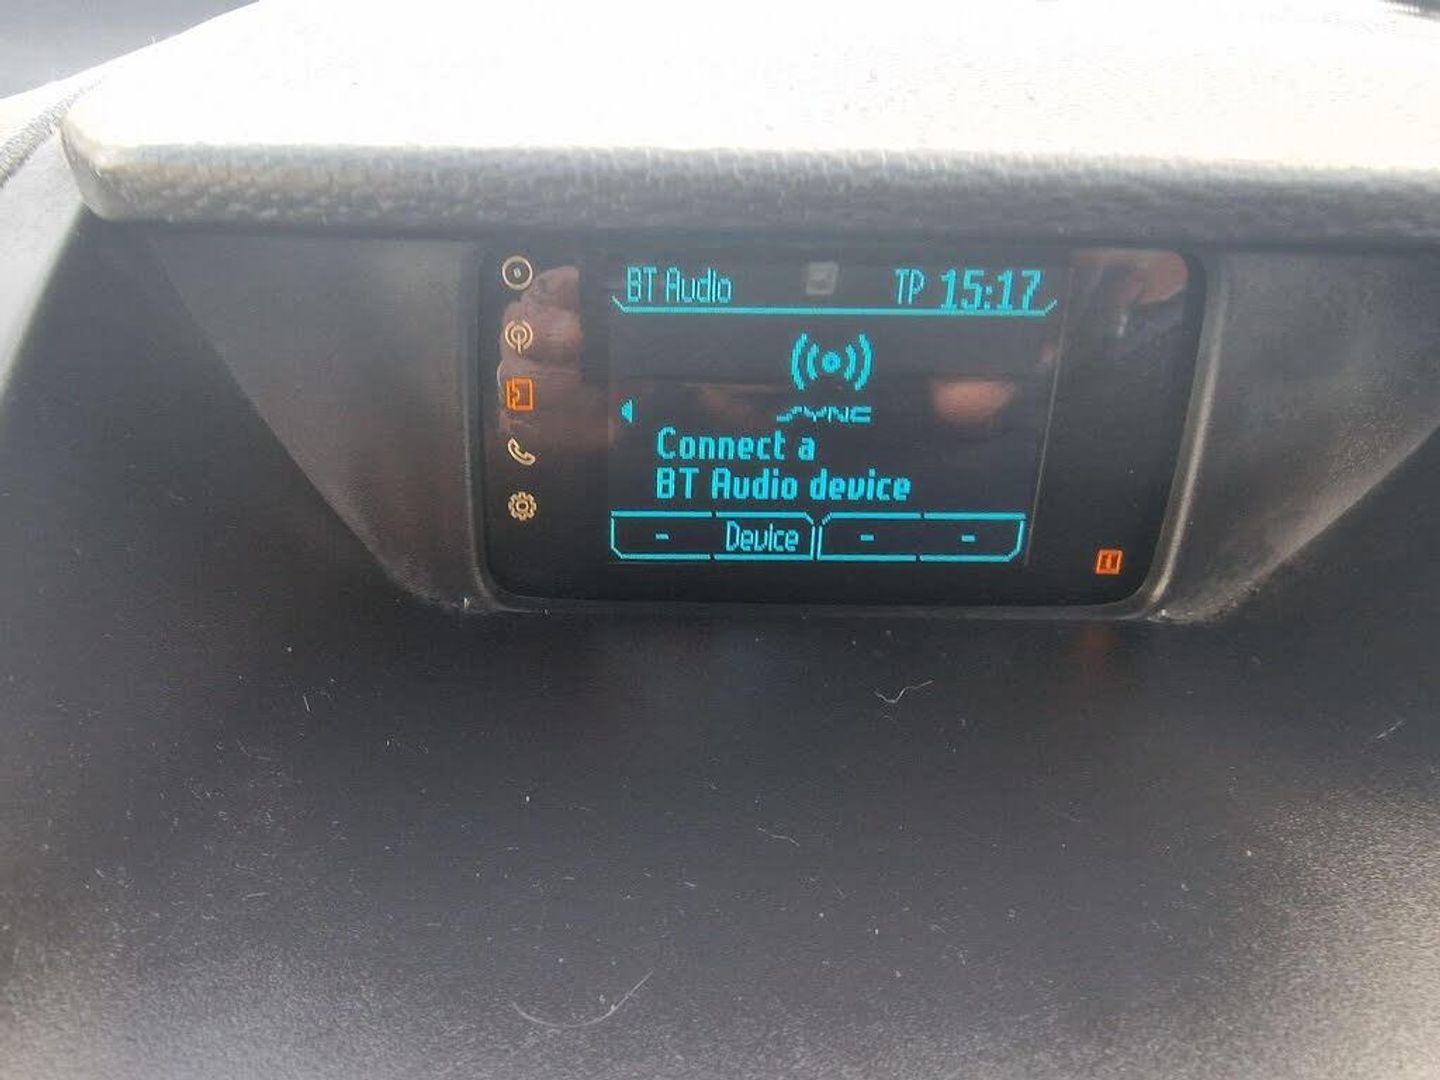 BT Audio TP 15:17
SYNC
Connect a
BT Audio device
- Device - -